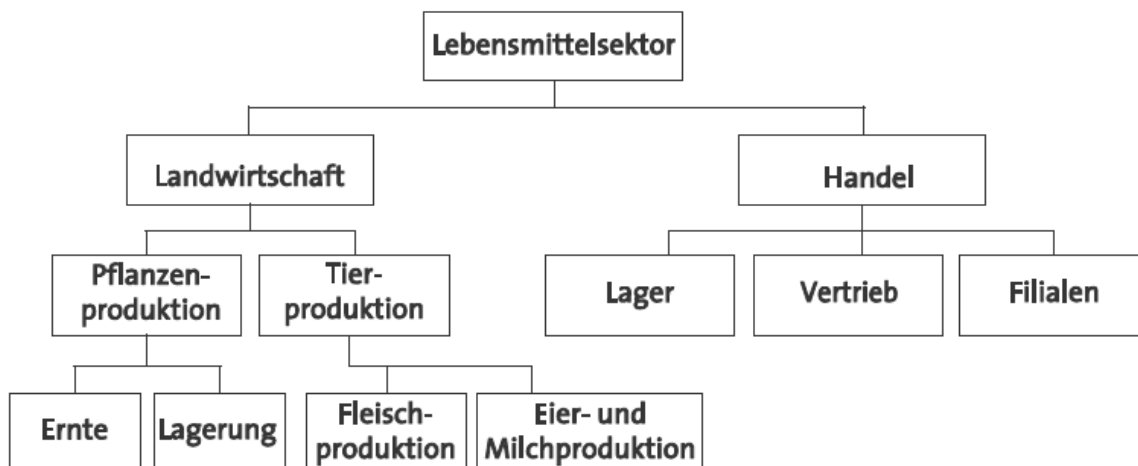 Lebensmittelsektor
Landwirtschaft
Handel
Pflanzen-
produktion
Tier-
produktion
Lager
Vertrieb
Filialen
Ernte
Lagerung
Fleisch-
produktion
Eier- und
Milchproduktion